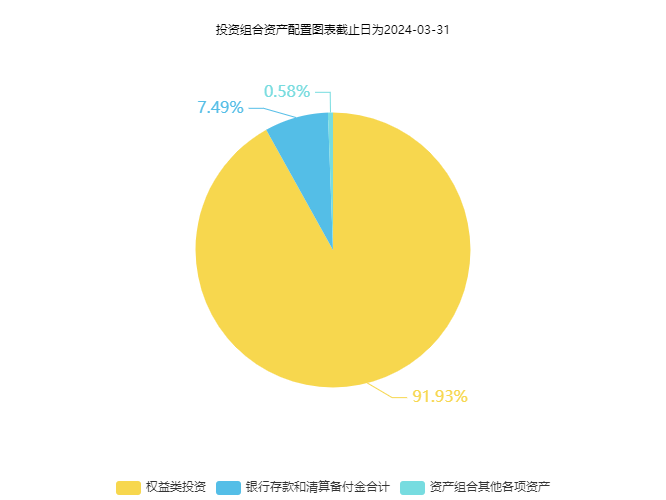 投资组合资产配置图表截止日为2024-03-31
0.58%
7.49%
91.93%
权益类投资 银行存款和清算备付金合计 资产组合其他各项资产